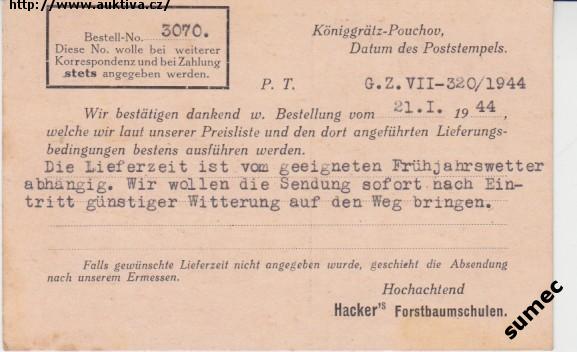 http://www.auktiva.cz/
Bestell-No. 3070.
Diese No. wolle bei weiterer
Korrespondenz und bei Zahlung
stets angegeben werden.
Königgrätz-Pouchov,
Datum des Poststempels.
P. T. G.Z.VII-320/1944
Wir bestätigen dankend w. Bestellung vom 21.I. 1944,
welche wir laut unserer Preisliste und den dort angeführten Lieferungs-
bedingungen bestens ausführen werden.
Die Lieferzeit ist vom geeigneten Frühjahrswetter
abhängig. Wir wollen die Sendung sofort nach Ein-
tritt günstiger Witterung auf den Weg bringen.
Falls gewünschte Lieferzeit nicht angegeben wurde, geschieht die Absendung
nach unserem Ermessen.
Hochachtend
Hacker's Forstbaumschulen.
sumec